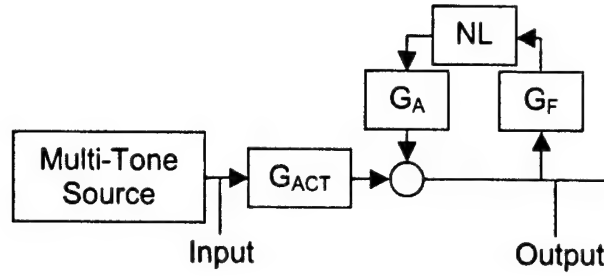 NL
G_A
G_F
Multi-Tone
Source
G_ACT
Input
Output